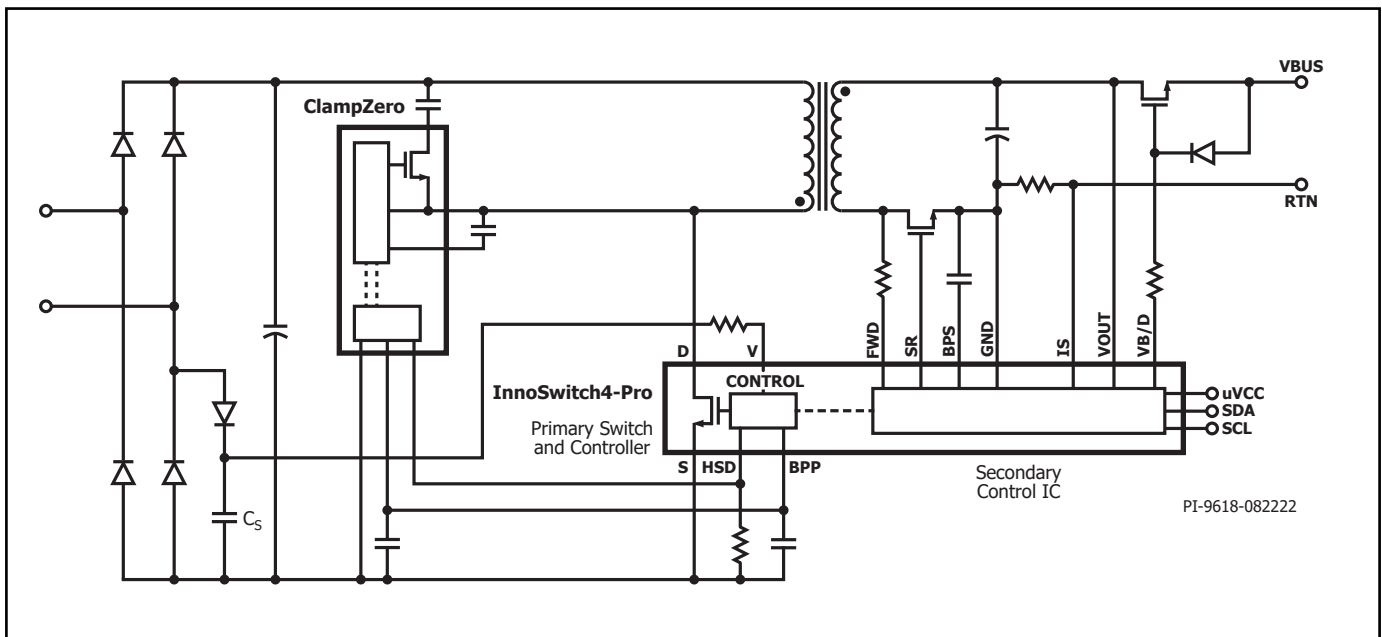 VBUS
ClampZero
RTN
FWD
SR
BPS
GND
IS
VOUT
VB/D
D
V
CONTROL
InnoSwitch4-Pro
Primary Switch
and Controller
uVCC
SDA
SCL
S
HSD
BPP
Secondary
Control IC
PI-9618-082222
CS